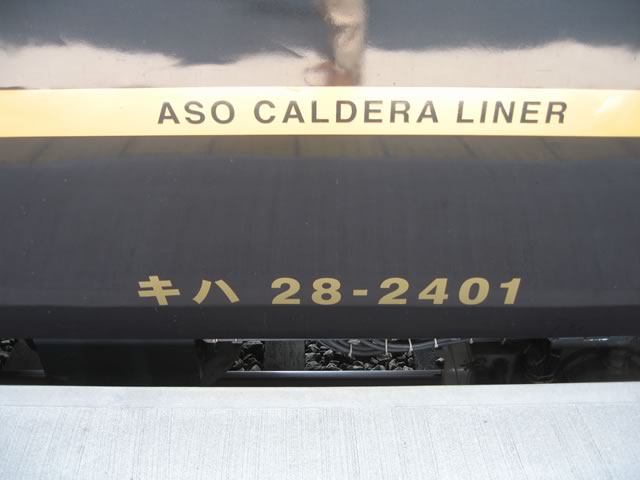 ASO CALDERA LINER
キハ 28-2401